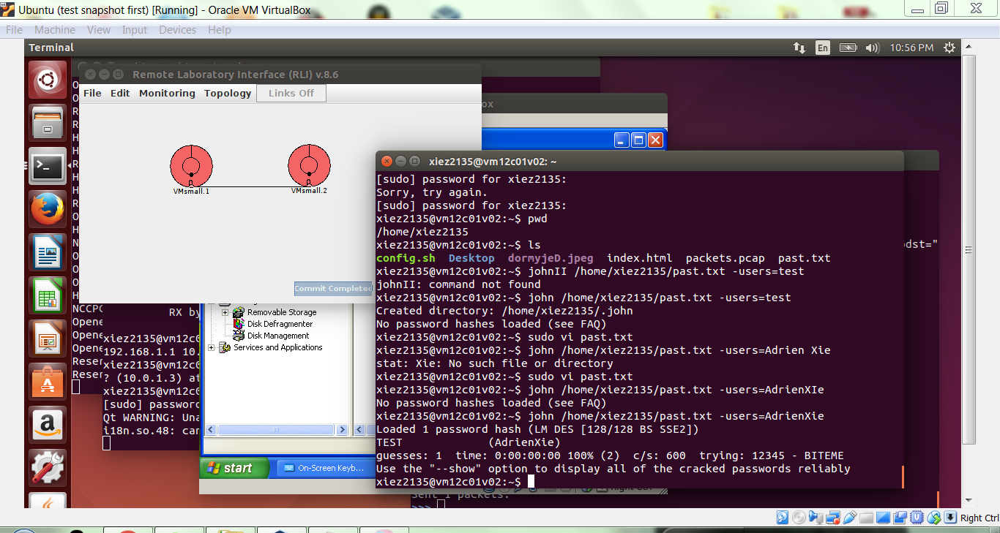 Ubuntu (test snapshot first) [Running] - Oracle VM VirtualBox
File Machine View Input Devices Help
Terminal
En
10:56 PM
Remote Laboratory Interface (RLI) v.8.6
File Edit Monitoring Topology Links Off
VMsmall.1
VMsmall.2
Commit Completed
ox
xiez2135@vm12c01v02: ~
[sudo] password for xiez2135:
Sorry, try again.
[sudo] password for xiez2135:
xiez2135@vm12c01v02:~$ pwd
/home/xiez2135
xiez2135@vm12c01v02:~$ ls
config.sh Desktop dormyjeD.jpeg index.html packets.pcap past.txt
xiez2135@vm12c01v02:~$ johnII /home/xiez2135/past.txt -users=test
johnII: command not found
xiez2135@vm12c01v02:~$ john /home/xiez2135/past.txt -users=test
Created directory: /home/xiez2135/.john
No password hashes loaded (see FAQ)
xiez2135@vm12c01v02:~$ sudo vi past.txt
xiez2135@vm12c01v02:~$ john /home/xiez2135/past.txt -users=Adrien Xie
stat: Xie: No such file or directory
xiez2135@vm12c01v02:~$ sudo vi past.txt
xiez2135@vm12c01v02:~$ john /home/xiez2135/past.txt -users=AdrienXIe
No password hashes loaded (see FAQ)
xiez2135@vm12c01v02:~$ john /home/xiez2135/past.txt -users=AdrienXie
Loaded 1 password hash (LM DES [128/128 BS SSE2])
TEST (AdrienXie)
guesses: 1 time: 0:00:00:00 100% (2) c/s: 600 trying: 12345 - BITEME
Use the "--show" option to display all of the cracked passwords reliably
xiez2135@vm12c01v02:~$
pdst="
NCCPC
Opene
Opene
Opene
Reser
Reser
RX by
xiez2135@vm12c0
192.168.1.1 10.
xiez2135@vm12c0
? (10.0.1.3) at
xiez2135@vm12c0
[sudo] password
Qt WARNING: Una
i18n.so.48: can
Removable Storage
Disk Defragmenter
Disk Management
Services and Applications
start
On-Screen Keyb...
Sent 1 packets.
>>>
Right Ctrl